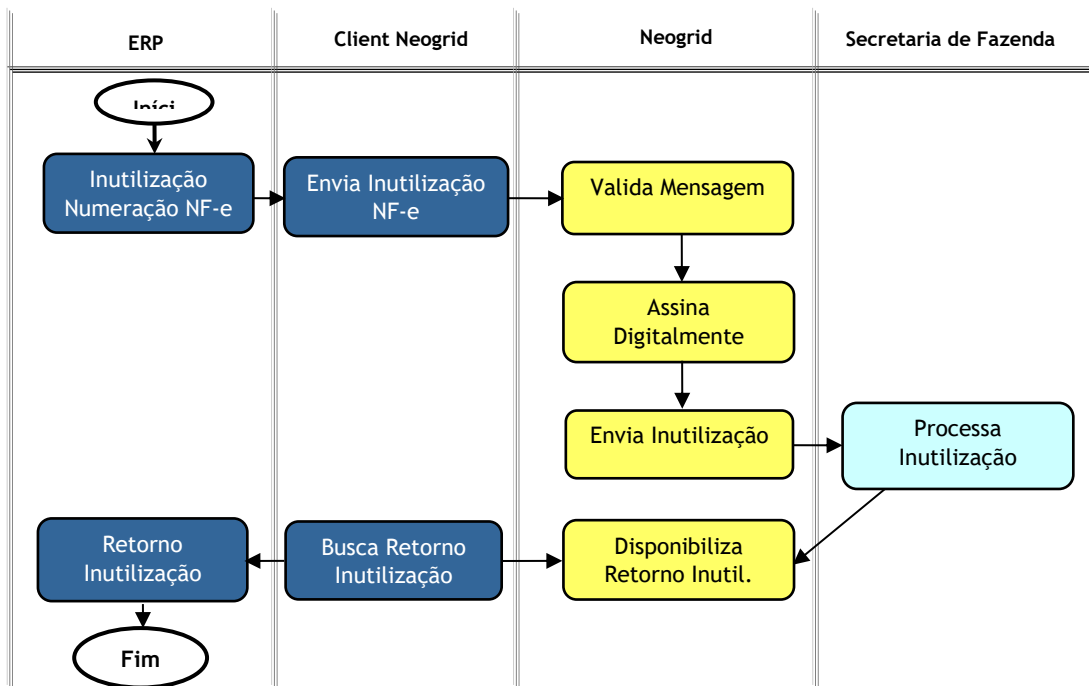 ERP
Client Neogrid
Neogrid
Secretaria de Fazenda
Iníci
Inutilização
Numeração NF-e
Envia Inutilização
NF-e
Valida Mensagem
Assina
Digitalmente
Envia Inutilização
Processa
Inutilização
Retorno
Inutilização
Busca Retorno
Inutilização
Disponibiliza
Retorno Inutil.
Fim